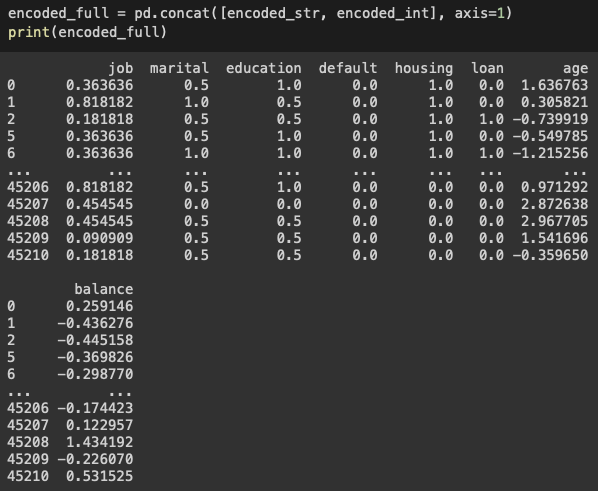 encoded_full = pd.concat([encoded_str, encoded_int], axis=1)
print(encoded_full)
job marital education default housing loan age
0 0.363636 0.5 1.0 0.0 1.0 0.0 1.636763
1 0.818182 1.0 0.5 0.0 1.0 0.0 0.305821
2 0.181818 0.5 0.5 0.0 1.0 1.0 -0.739919
5 0.363636 0.5 1.0 0.0 1.0 0.0 -0.549785
6 0.363636 1.0 1.0 0.0 1.0 1.0 -1.215256
... ... ... ... ... ... ... ...
45206 0.818182 0.5 1.0 0.0 0.0 0.0 0.971292
45207 0.454545 0.0 0.0 0.0 0.0 0.0 2.872638
45208 0.454545 0.5 0.5 0.0 0.0 0.0 2.967705
45209 0.090909 0.5 0.5 0.0 0.0 0.0 1.541696
45210 0.181818 0.5 0.5 0.0 0.0 0.0 -0.359650
balance
0 0.259146
1 -0.436276
2 -0.445158
5 -0.369826
6 -0.298770
... ...
45206 -0.174423
45207 0.122957
45208 1.434192
45209 -0.226070
45210 0.531525